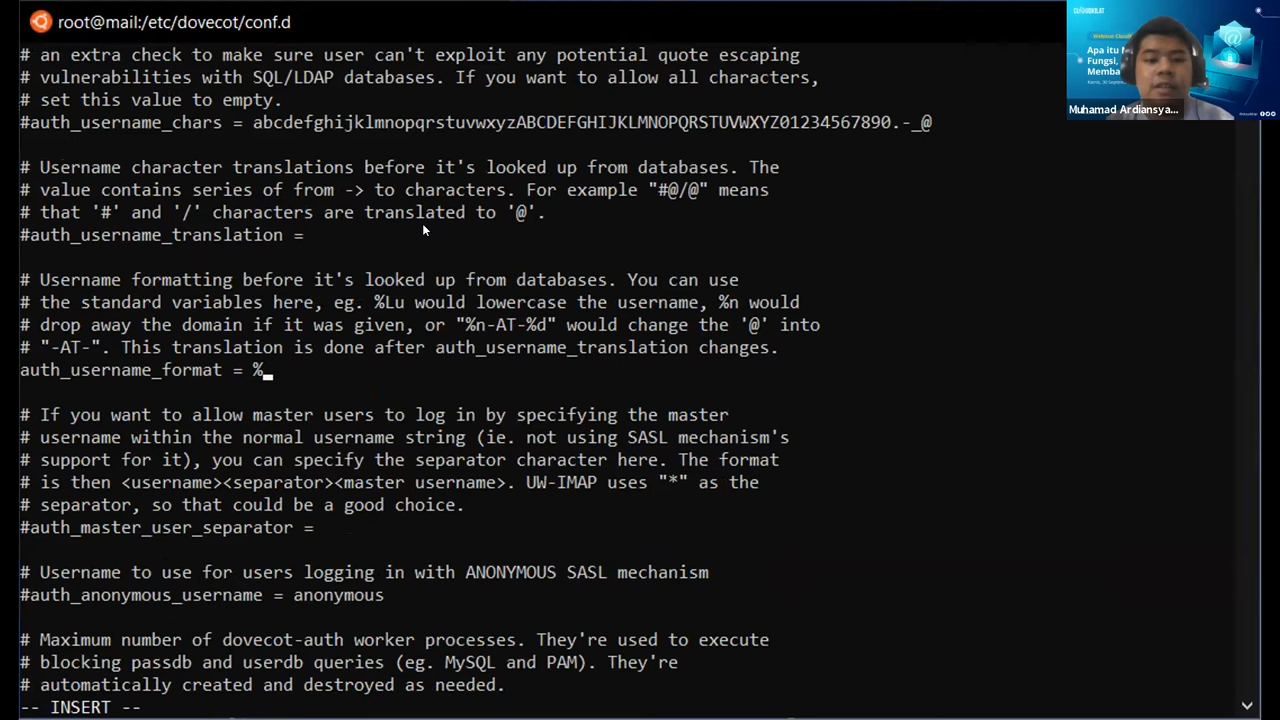 root@mail:/etc/dovecot/conf.d
# an extra check to make sure user can't exploit any potential quote escaping
# vulnerabilities with SQL/LDAP databases. If you want to allow all characters,
# set this value to empty.
#auth_username_chars = abcdefghijklmnopqrstuvwxyzABCDEFGHIJKLMNOPQRSTUVWXYZ01234567890.-_@
# Username character translations before it's looked up from databases. The
# value contains series of from -> to characters. For example "#@/@" means
# that '#' and '/' characters are translated to '@'.
#auth_username_translation =
# Username formatting before it's looked up from databases. You can use
# the standard variables here, eg. %Lu would lowercase the username, %n would
# drop away the domain if it was given, or "%n-AT-%d" would change the '@' into
# "-AT-". This translation is done after auth_username_translation changes.
auth_username_format = %
# If you want to allow master users to log in by specifying the master
# username within the normal username string (ie. not using SASL mechanism's
# support for it), you can specify the separator character here. The format
# is then <username><separator><master username>. UW-IMAP uses "*" as the
# separator, so that could be a good choice.
#auth_master_user_separator =
# Username to use for users logging in with ANONYMOUS SASL mechanism
#auth_anonymous_username = anonymous
# Maximum number of dovecot-auth worker processes. They're used to execute
# blocking passdb and userdb queries (eg. MySQL and PAM). They're
# automatically created and destroyed as needed.
-- INSERT --
CLOUDKILAT
Apa itu
Fungsi,
Memba
Muhamad Ardiansya...